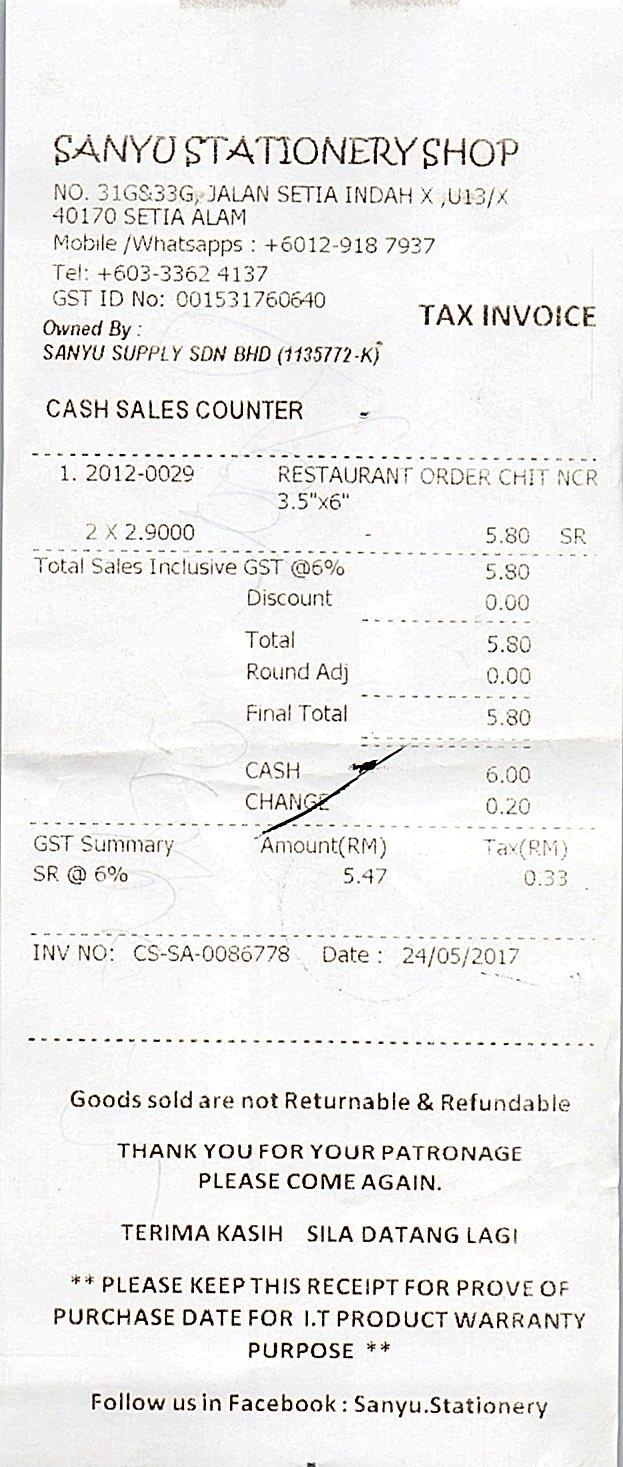 SANYU STATIONERY SHOP
NO. 31G&33G, JALAN SETIA INDAH X ,U13/X
40170 SETIA ALAM
Mobile /Whatsapps : +6012-918 7937
Tel: +603-3362 4137
GST ID No: 001531760640
TAX INVOICE
Owned By :
SANYU SUPPLY SDN BHD (1135772-K)
CASH SALES COUNTER -
1. 2012-0029 RESTAURANT ORDER CHIT NCR
3.5"x6"
2 X 2.9000 - 5.80 SR
Total Sales Inclusive GST @6% 5.80
Discount 0.00
Total 5.80
Round Adj 0.00
Final Total 5.80
CASH 6.00
CHANGE 0.20
GST Summary Amount(RM) Tax(RM)
SR @ 6% 5.47 0.33
INV NO: CS-SA-0086778 Date : 24/05/2017
Goods sold are not Returnable & Refundable
THANK YOU FOR YOUR PATRONAGE
PLEASE COME AGAIN.
TERIMA KASIH SILA DATANG LAGI
** PLEASE KEEP THIS RECEIPT FOR PROVE OF
PURCHASE DATE FOR I.T PRODUCT WARRANTY
PURPOSE **
Follow us in Facebook : Sanyu.Stationery